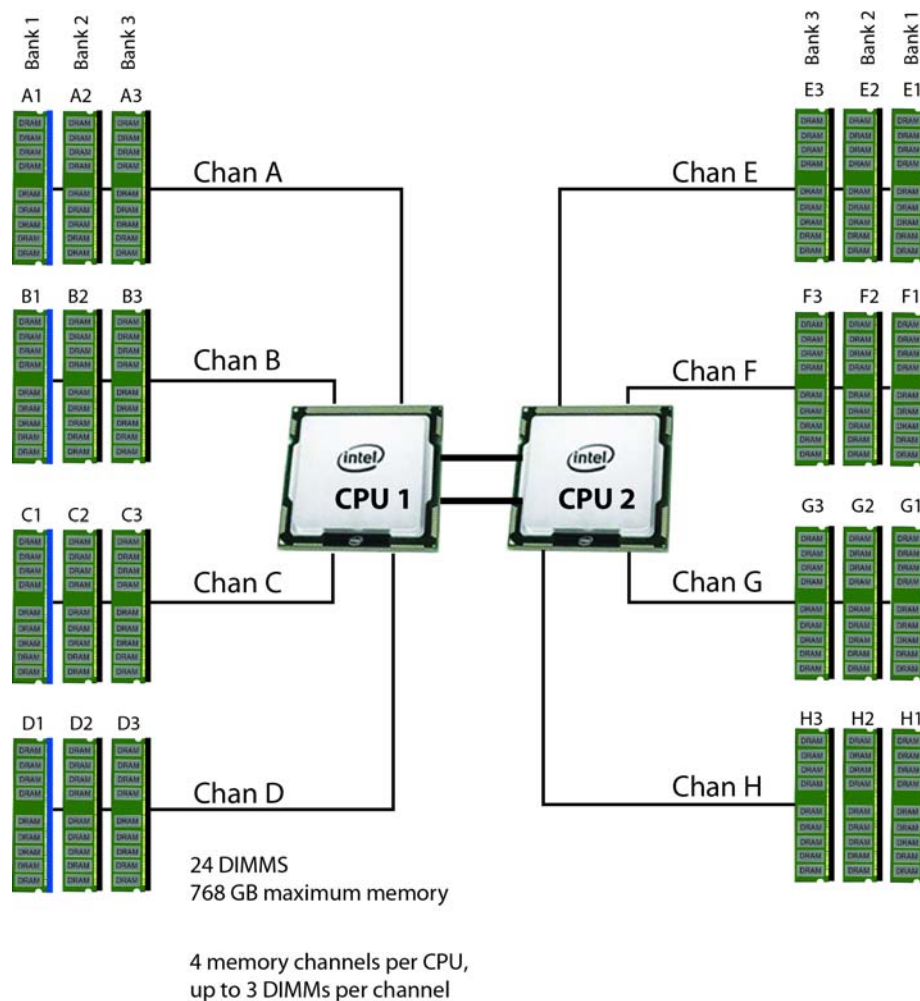 Bank 1
Bank 2
Bank 3
Bank 3
Bank 2
Bank 1
A1 A2 A3
E3 E2 E1
DRAM
Chan A
Chan E
B1 B2 B3
F3 F2 F1
Chan B
Chan F
intel
CPU 1
intel
CPU 2
C1 C2 C3
G3 G2 G1
Chan C
Chan G
D1 D2 D3
H3 H2 H1
Chan D
Chan H
24 DIMMS
768 GB maximum memory
4 memory channels per CPU,
up to 3 DIMMs per channel